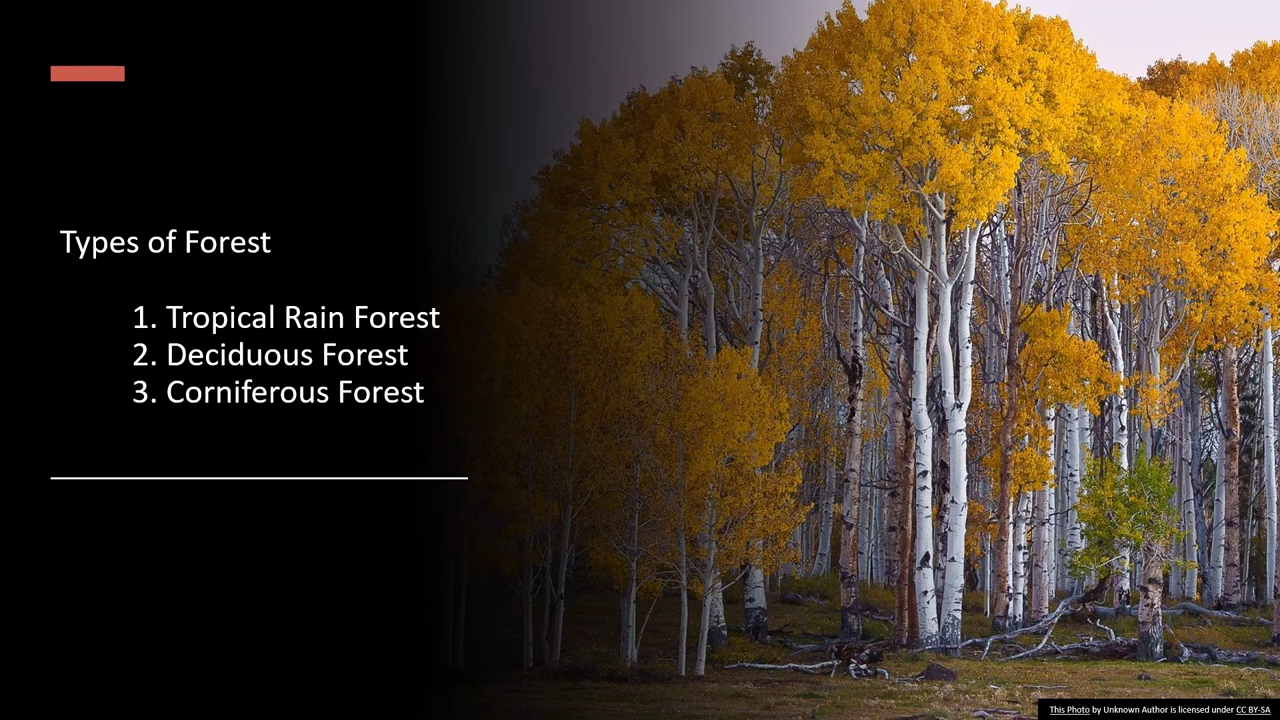 Types of Forest
1. Tropical Rain Forest
2. Deciduous Forest
3. Corniferous Forest
This Photo by Unknown Author is licensed under CC BY-SA